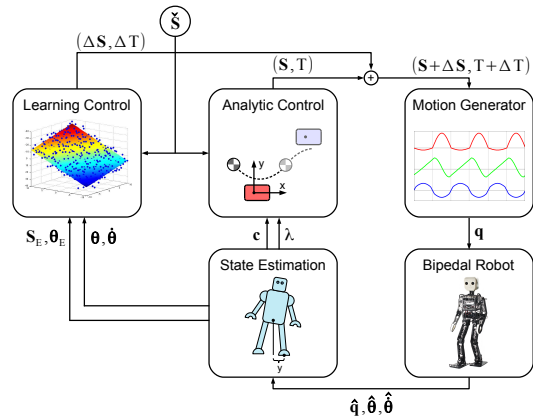 Š
(ΔS, ΔT)
(S, T)
(S+ΔS, T+ΔT)
+
Learning Control
Analytic Control
Motion Generator
y
x
S_E, θ_E
θ, θ̇
c
λ
q
State Estimation
Bipedal Robot
y
q̂, θ̂, θ̇̂